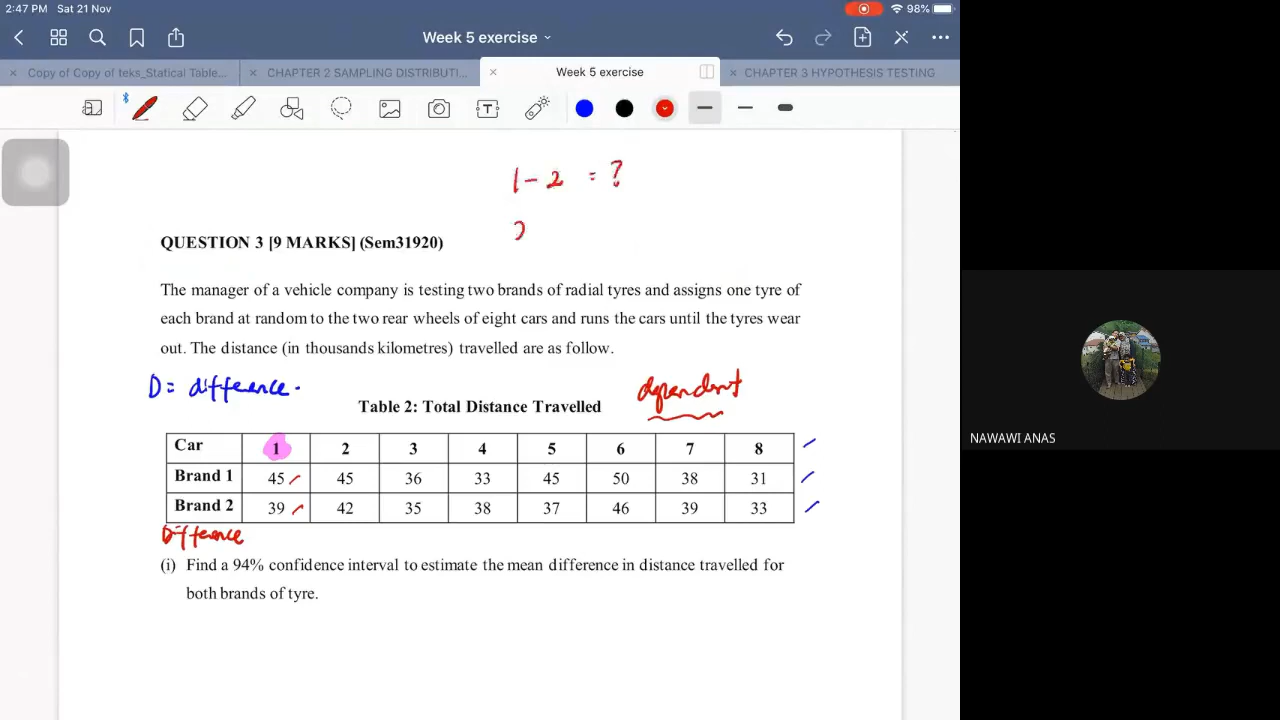 2:47 PM Sat 21 Nov 98%
Week 5 exercise
Copy of Copy of teks_Statical Table...
CHAPTER 2 SAMPLING DISTRIBUTI...
Week 5 exercise
CHAPTER 3 HYPOTHESIS TESTING
1 - 2 = ?
QUESTION 3 [9 MARKS] (Sem31920)
The manager of a vehicle company is testing two brands of radial tyres and assigns one tyre of
each brand at random to the two rear wheels of eight cars and runs the cars until the tyres wear
out. The distance (in thousands kilometres) travelled are as follow.
D = difference.
dependent
Table 2: Total Distance Travelled
Car 1 2 3 4 5 6 7 8
Brand 1 45 45 36 33 45 50 38 31
Brand 2 39 42 35 38 37 46 39 33
Difference
(i) Find a 94% confidence interval to estimate the mean difference in distance travelled for
both brands of tyre.
NAWAWI ANAS